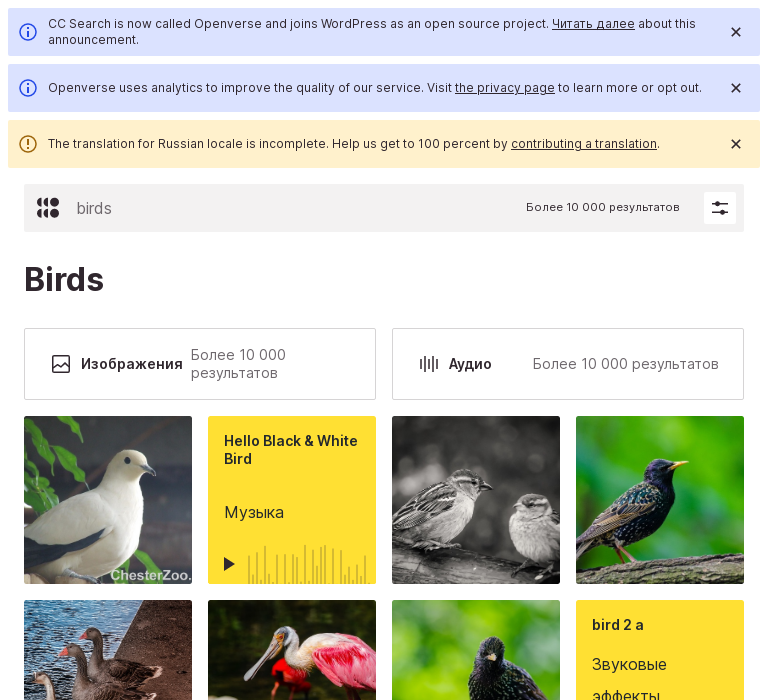 CC Search is now called Openverse and joins WordPress as an open source project. Читать далее about this
announcement.
Openverse uses analytics to improve the quality of our service. Visit the privacy page to learn more or opt out.
The translation for Russian locale is incomplete. Help us get to 100 percent by contributing a translation.
birds
Более 10 000 результатов
Birds
Изображения
Более 10 000
результатов
Аудио
Более 10 000 результатов
ChesterZoo.
Hello Black & White
Bird
Музыка
bird 2 a
Звуковые
эффекты